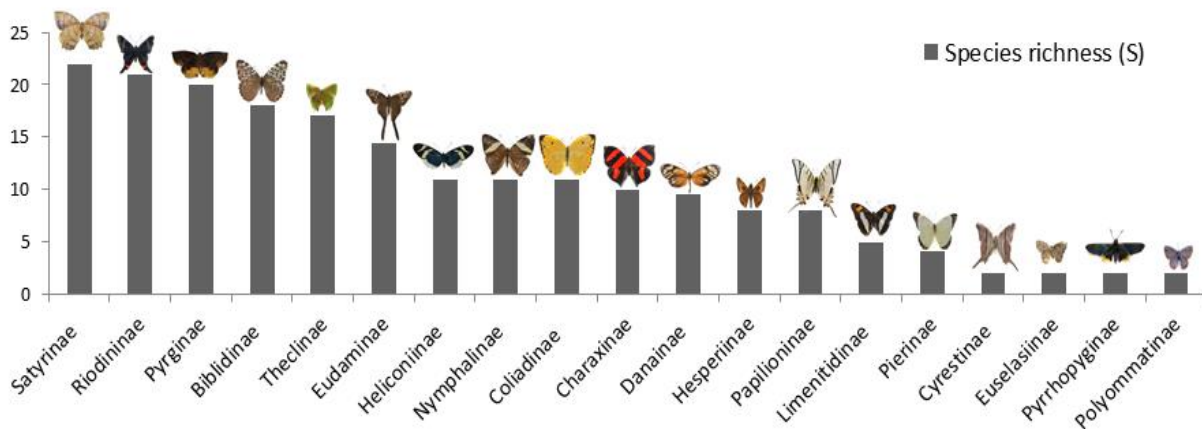 25
20
15
10
5
0
Species richness (S)
Satyrinae
Riodininae
Pyrginae
Biblidinae
Theclinae
Eudaminae
Heliconiinae
Nymphalinae
Coliadinae
Charaxinae
Danainae
Hesperiinae
Papilioninae
Limenitidinae
Pierinae
Cyrestinae
Euselasiinae
Pyrrhopyginae
Polyommatinae